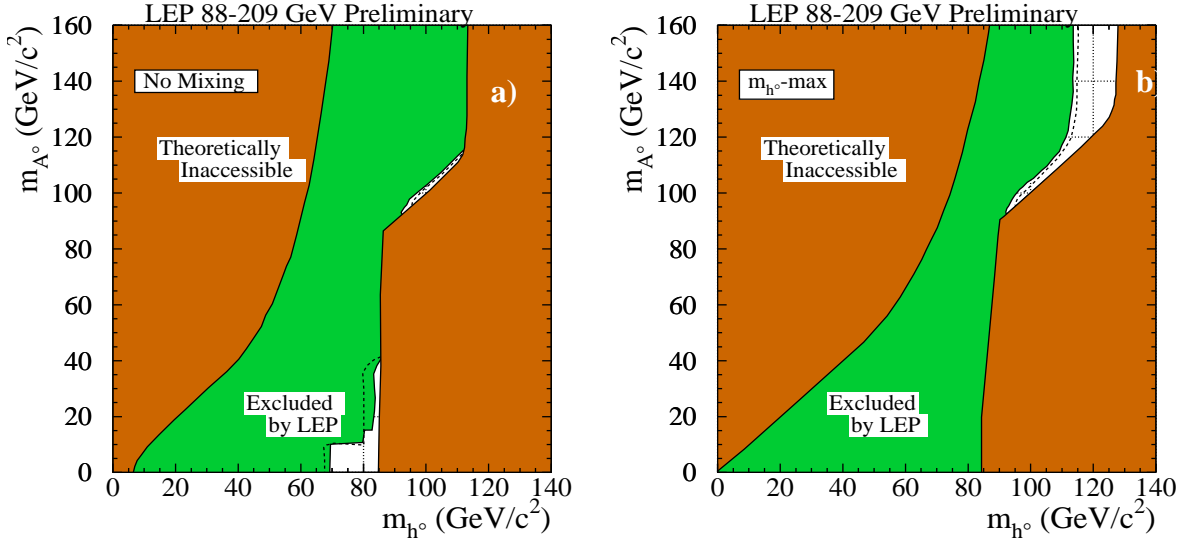 LEP 88-209 GeV Preliminary
m_A° (GeV/c²)
160
140
120
100
80
60
40
20
0
No Mixing
a)
Theoretically
Inaccessible
Excluded
by LEP
0 20 40 60 80 100 120 140
m_h° (GeV/c²)
LEP 88-209 GeV Preliminary
m_A° (GeV/c²)
160
140
120
100
80
60
40
20
0
m_h°-max
b)
Theoretically
Inaccessible
Excluded
by LEP
0 20 40 60 80 100 120 140
m_h° (GeV/c²)